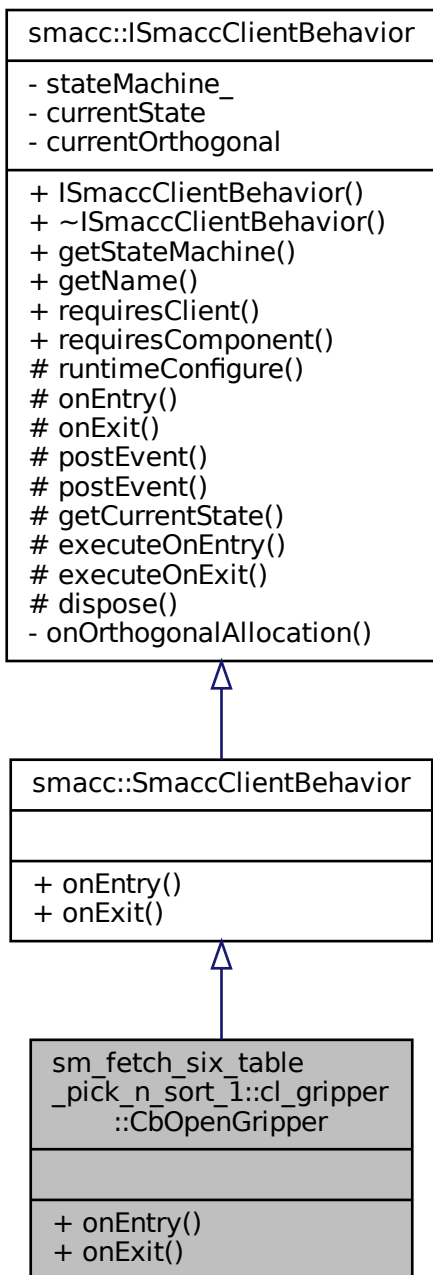 smacc::ISmaccClientBehavior
- stateMachine_
- currentState
- currentOrthogonal
+ ISmaccClientBehavior()
+ ~ISmaccClientBehavior()
+ getStateMachine()
+ getName()
+ requiresClient()
+ requiresComponent()
# runtimeConfigure()
# onEntry()
# onExit()
# postEvent()
# postEvent()
# getCurrentState()
# executeOnEntry()
# executeOnExit()
# dispose()
- onOrthogonalAllocation()
smacc::SmaccClientBehavior
+ onEntry()
+ onExit()
sm_fetch_six_table
_pick_n_sort_1::cl_gripper
::CbOpenGripper
+ onEntry()
+ onExit()